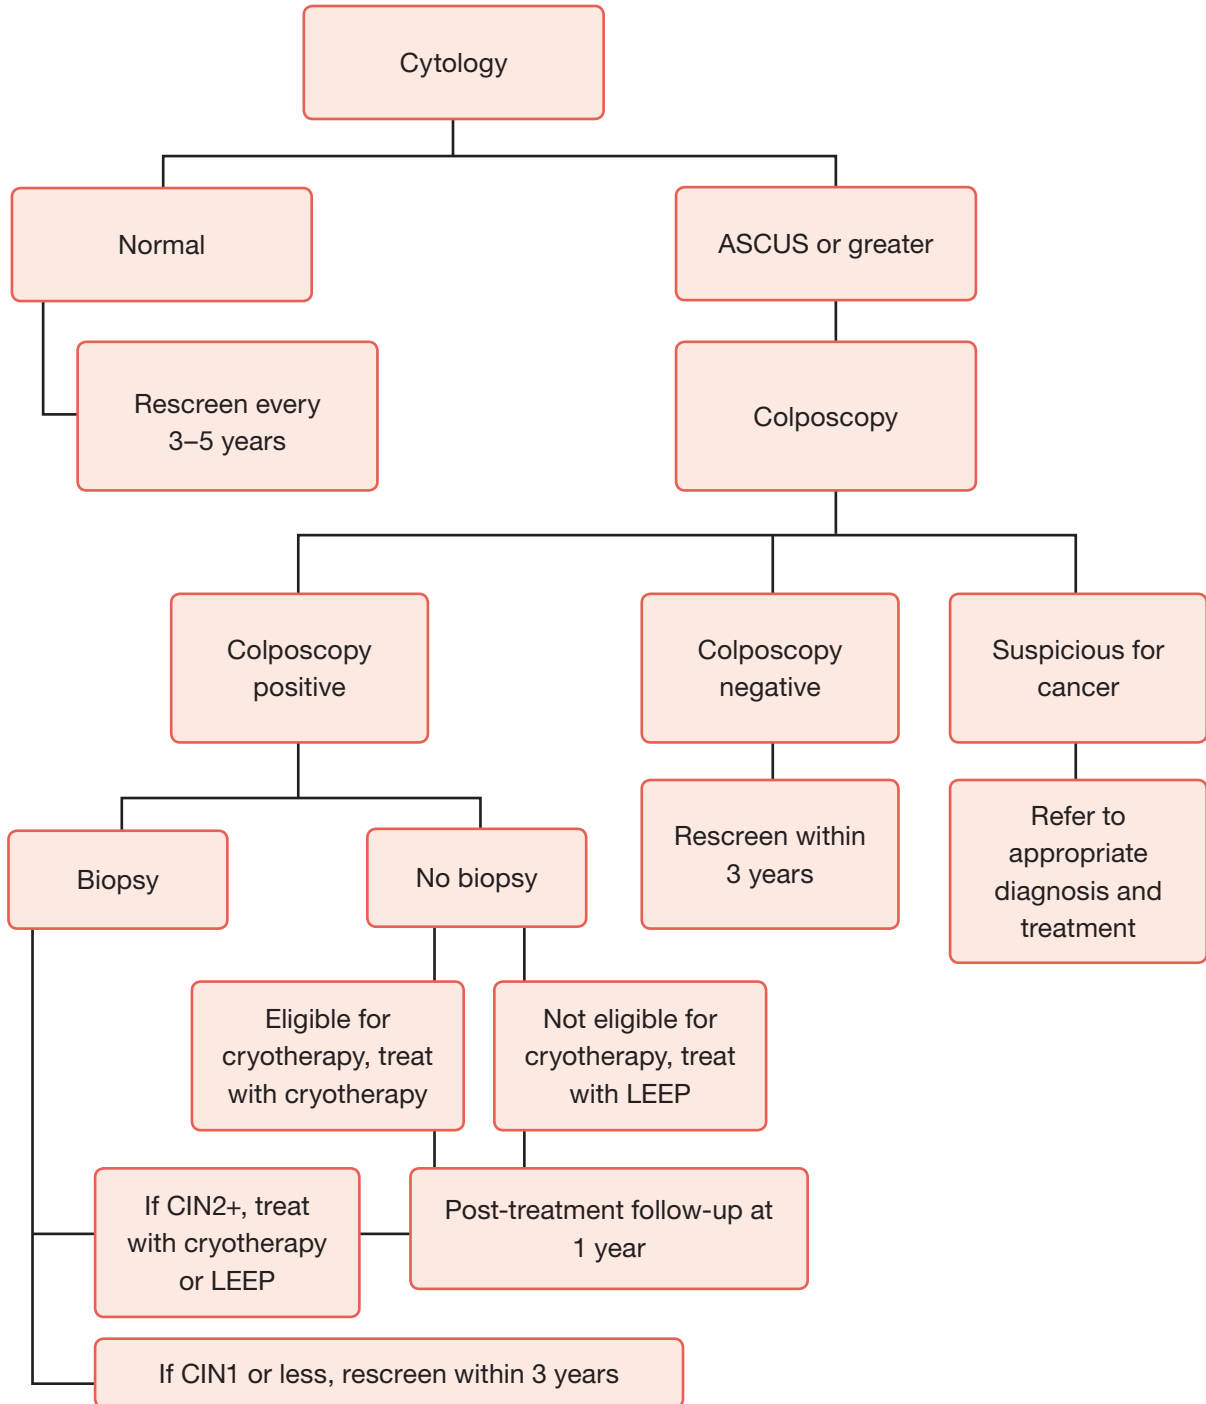 Cytology
Normal
ASCUS or greater
Rescreen every
3–5 years
Colposcopy
Colposcopy
positive
Colposcopy
negative
Suspicious for
cancer
Biopsy
No biopsy
Rescreen within
3 years
Refer to
appropriate
diagnosis and
treatment
Eligible for
cryotherapy, treat
with cryotherapy
Not eligible for
cryotherapy, treat
with LEEP
If CIN2+, treat
with cryotherapy
or LEEP
Post-treatment follow-up at
1 year
If CIN1 or less, rescreen within 3 years